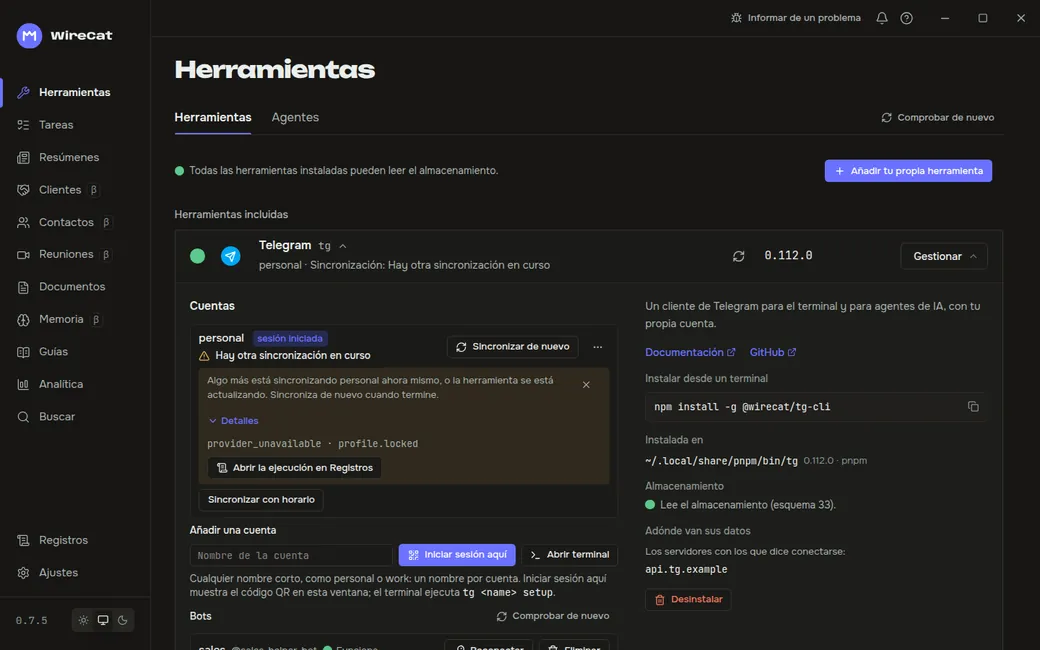 Informar de un problema
WireCat
Herramientas
Tareas
Resúmenes
Clientes β
Contactos β
Reuniones β
Documentos
Memoria β
Guías
Analítica
Buscar
Registros
Ajustes
0.7.5
Herramientas
Herramientas Agentes
Comprobar de nuevo
Todas las herramientas instaladas pueden leer el almacenamiento.
Añadir tu propia herramienta
Herramientas incluidas
Telegram tg
personal · Sincronización: Hay otra sincronización en curso
0.112.0
Gestionar
Cuentas
personal sesión iniciada
Hay otra sincronización en curso
Sincronizar de nuevo
Algo más está sincronizando personal ahora mismo, o la herramienta se está
actualizando. Sincroniza de nuevo cuando termine.
Detalles
provider_unavailable · profile.locked
Abrir la ejecución en Registros
Sincronizar con horario
Añadir una cuenta
Nombre de la cuenta
Iniciar sesión aquí
Abrir terminal
Cualquier nombre corto, como personal o work: un nombre por cuenta. Iniciar sesión aquí
muestra el código QR en esta ventana; el terminal ejecuta tg <name> setup.
Bots
Comprobar de nuevo
sales @sales_helper_bot Funciona
Reconectar
Eliminar
Un cliente de Telegram para el terminal y para agentes de IA, con tu
propia cuenta.
Documentación GitHub
Instalar desde un terminal
npm install -g @wirecat/tg-cli
Instalada en
~/.local/share/pnpm/bin/tg 0.112.0 · pnpm
Almacenamiento
Lee el almacenamiento (esquema 33).
Adónde van sus datos
Los servidores con los que dice conectarse:
api.tg.example
Desinstalar